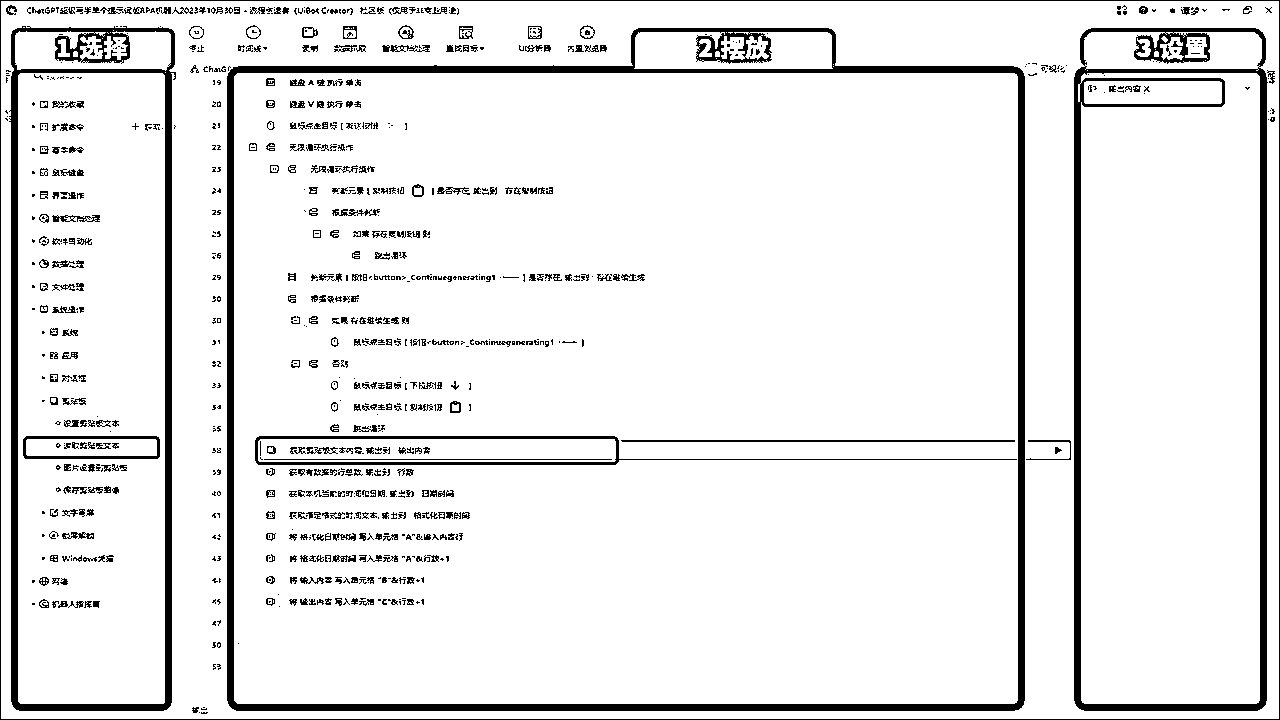 ChatGPT超级写手单个提示词版RPA机器人2023年10月30日 - 流程创造者 (UiBot Creator) 社区版 (仅用于非商业用途)
谭梦
1.选择
2.摆放
3.设置
停止
时间线
录制
数据抓取
智能文档处理
查找目标
UI分析器
内置浏览器
可视化
我的收藏
扩展命令
+ 获取
基本命令
鼠标键盘
界面操作
智能文档处理
软件自动化
数据处理
文件处理
系统操作
系统
应用
对话框
剪贴板
设置剪贴板文本
读取剪贴板文本
图片设置到剪贴板
保存剪贴板图像
文字写屏
锁屏解锁
Windows凭据
网络
机器人指挥官
19 键盘 A 键 执行 单击
20 键盘 V 键 执行 单击
21 鼠标点击目标 [ 发送按钮 ]
22 无限循环执行操作
23 无限循环执行操作
24 判断元素 [ 复制按钮 ] 是否存在, 输出到 存在复制按钮
25 根据条件判断
25 如果 存在复制按钮 则
26 跳出循环
29 判断元素 [ 按钮<button>_Continuegenerating1 ] 是否存在, 输出到 存在继续生成
30 根据条件判断
30 如果 存在继续生成 则
31 鼠标点击目标 [ 按钮<button>_Continuegenerating1 ]
32 否则
33 鼠标点击目标 [ 下拉按钮 ]
34 鼠标点击目标 [ 复制按钮 ]
35 跳出循环
38 获取剪贴板文本内容, 输出到 输出内容
39 获取有数据的行总数, 输出到 行数
40 获取本机当前的时间和日期, 输出到 日期时间
41 获取指定格式的时间文本, 输出到 格式化日期时间
42 将 格式化日期时间 写入单元格 "A"&输入内容行
43 将 格式化日期时间 写入单元格 "A"&行数+1
44 将 输入内容 写入单元格 "B"&行数+1
45 将 输出内容 写入单元格 "C"&行数+1
47
50
53
输出内容 X
输出